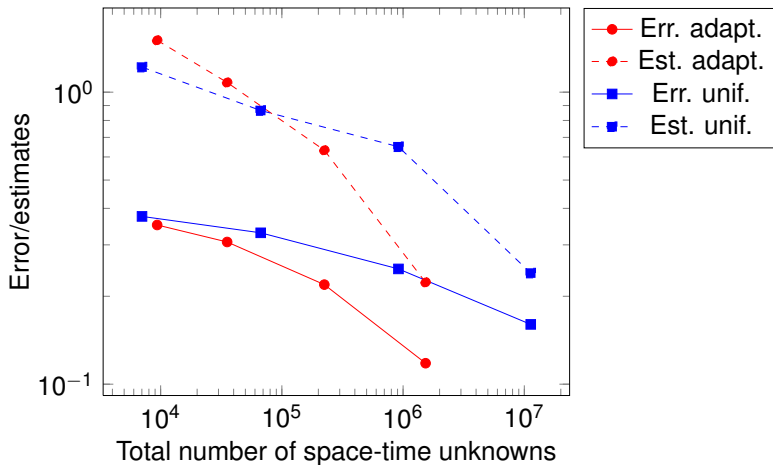 Err. adapt.
Est. adapt.
Err. unif.
Est. unif.
10^0
10^-1
Error/estimates
10^4 10^5 10^6 10^7
Total number of space-time unknowns